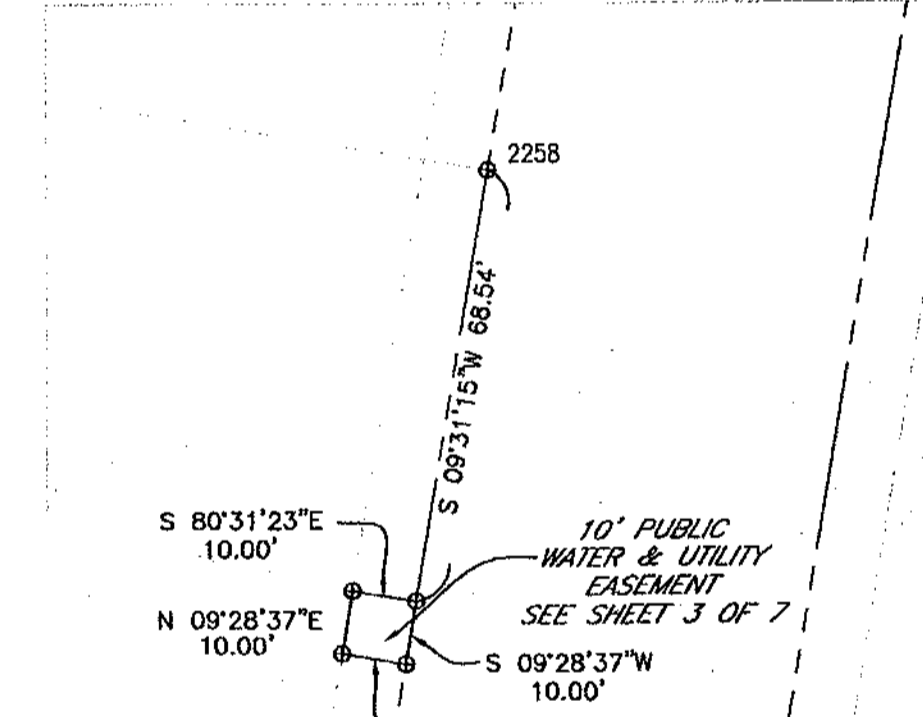 2258
S 09°31'15"W 68.54'
S 80°31'23"E
10.00'
10' PUBLIC
WATER & UTILITY
EASEMENT
SEE SHEET 3 OF 7
N 09°28'37"E
10.00'
S 09°28'37"W
10.00'